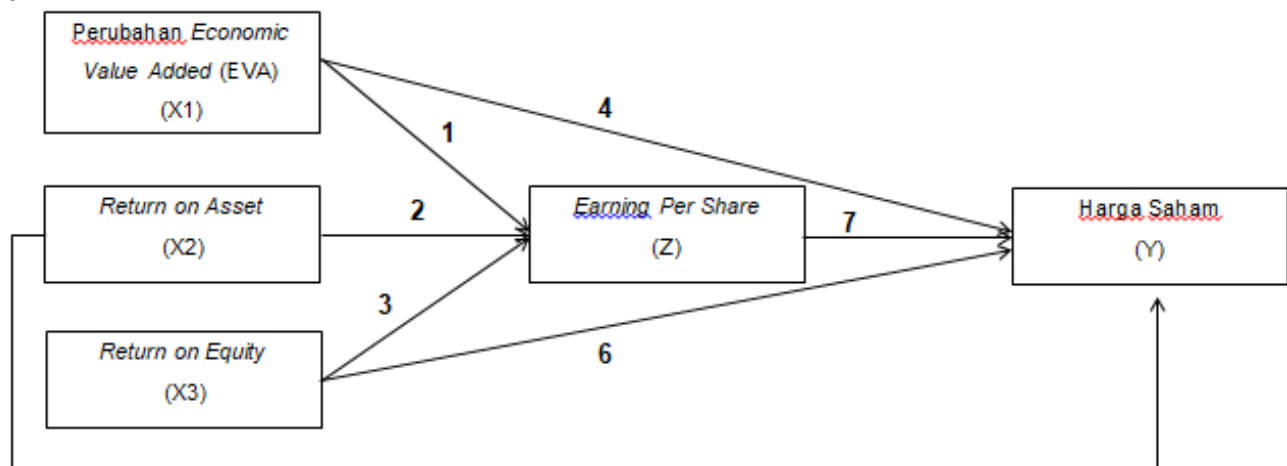 Perubahan Economic
Value Added (EVA)
(X1)
4
1
Return on Asset
(X2)
2
Earning Per Share
(Z)
7
Harga Saham
(Y)
3
Return on Equity
(X3)
6